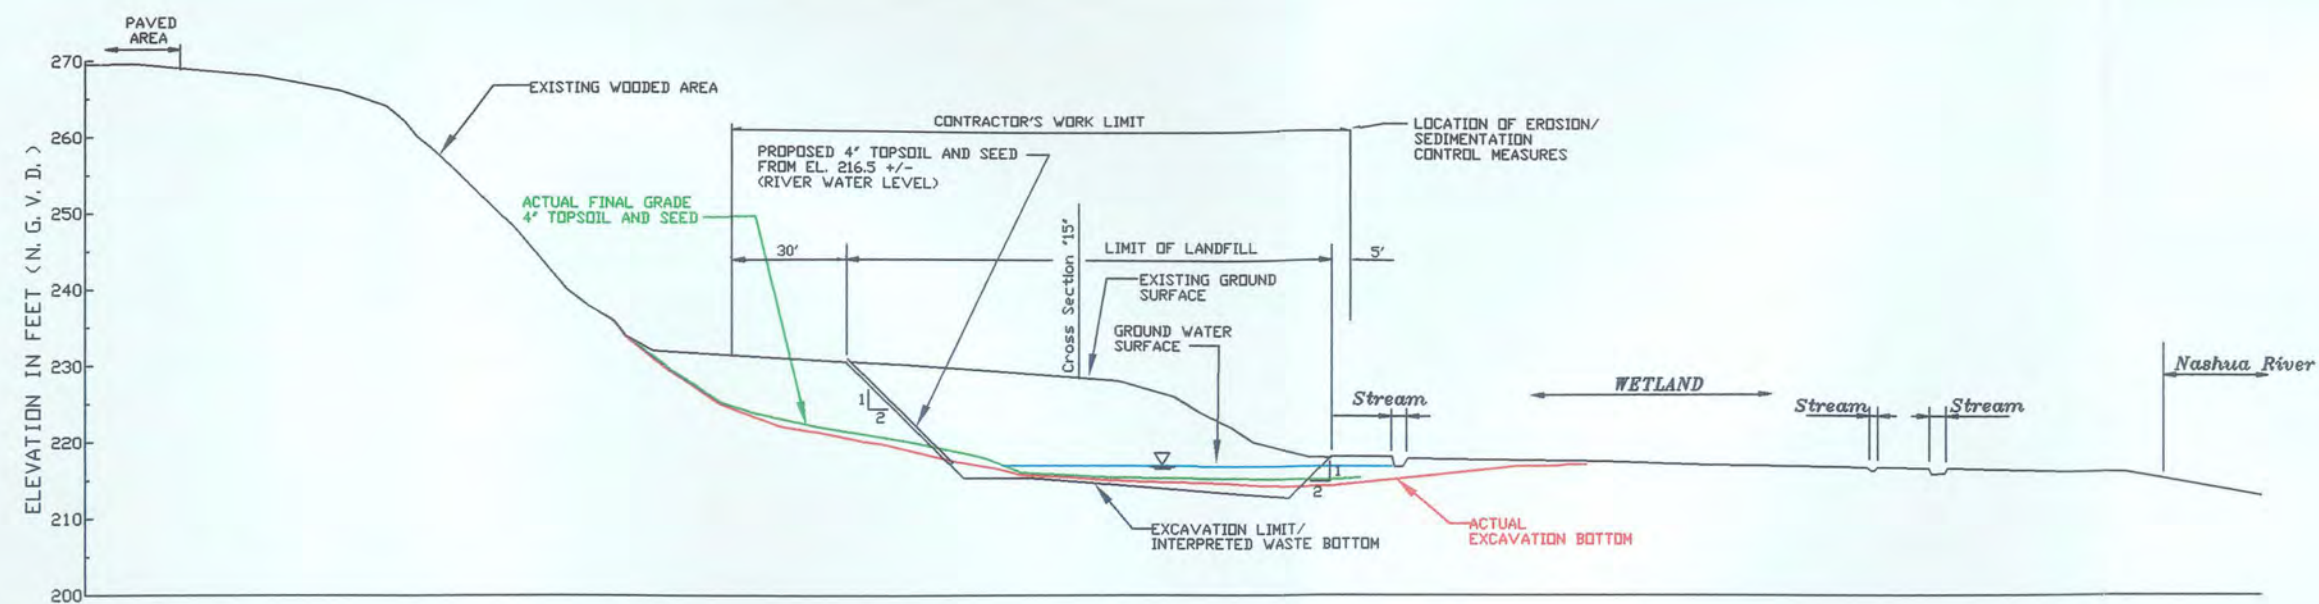 PAVED
AREA
270
260
250
240
230
220
210
200
ELEVATION IN FEET (N. G. V. D.)
EXISTING WOODED AREA
CONTRACTOR'S WORK LIMIT
LOCATION OF EROSION/
SEDIMENTATION
CONTROL MEASURES
PROPOSED 4" TOPSOIL AND SEED
FROM EL. 216.5 +/-
(RIVER WATER LEVEL)
ACTUAL FINAL GRADE
4" TOPSOIL AND SEED
30'
LIMIT OF LANDFILL
5'
Cross Section "15"
EXISTING GROUND
SURFACE
GROUND WATER
SURFACE
1
2
1
2
Stream
WETLAND
Stream
Stream
Nashua River
EXCAVATION LIMIT/
INTERPRETED WASTE BOTTOM
ACTUAL
EXCAVATION BOTTOM